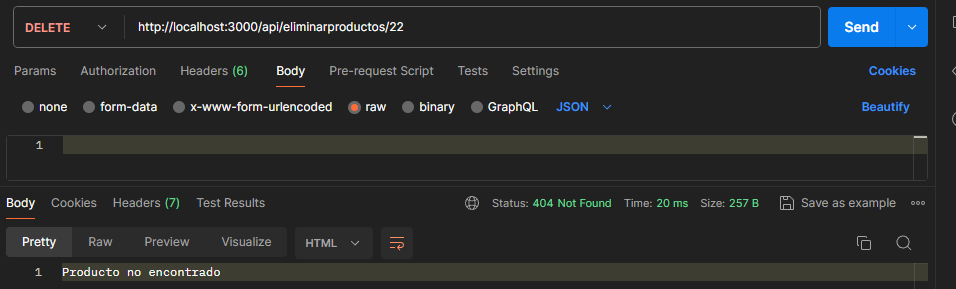 DELETE http://localhost:3000/api/eliminarproductos/22 Send
Params Authorization Headers (6) Body Pre-request Script Tests Settings Cookies
none form-data x-www-form-urlencoded raw binary GraphQL JSON Beautify
1
Body Cookies Headers (7) Test Results Status: 404 Not Found Time: 20 ms Size: 257 B Save as example
Pretty Raw Preview Visualize HTML
1 Producto no encontrado